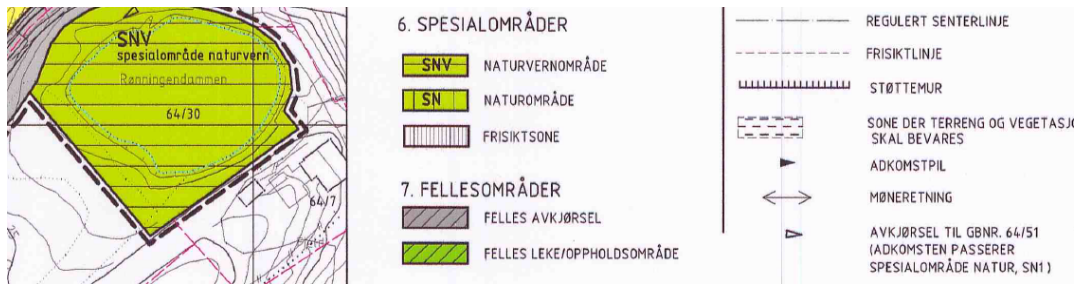 SNV
spesialområde naturvern
Rønningendammen
64/30
64/7
6. SPESIALOMRÅDER
SNV NATURVERNOMRÅDE
SN NATUROMRÅDE
FRISIKTSONE
7. FELLESOMRÅDER
FELLES AVKJØRSEL
FELLES LEKE/OPPHOLDSOMRÅDE
REGULERT SENTERLINJE
FRISIKTLINJE
STØTTEMUR
SONE DER TERRENG OG VEGETASJO
SKAL BEVARES
ADKOMSTPIL
MØNERETNING
AVKJØRSEL TIL GBNR. 64/51
(ADKOMSTEN PASSERER
SPESIALOMRÅDE NATUR, SN1)